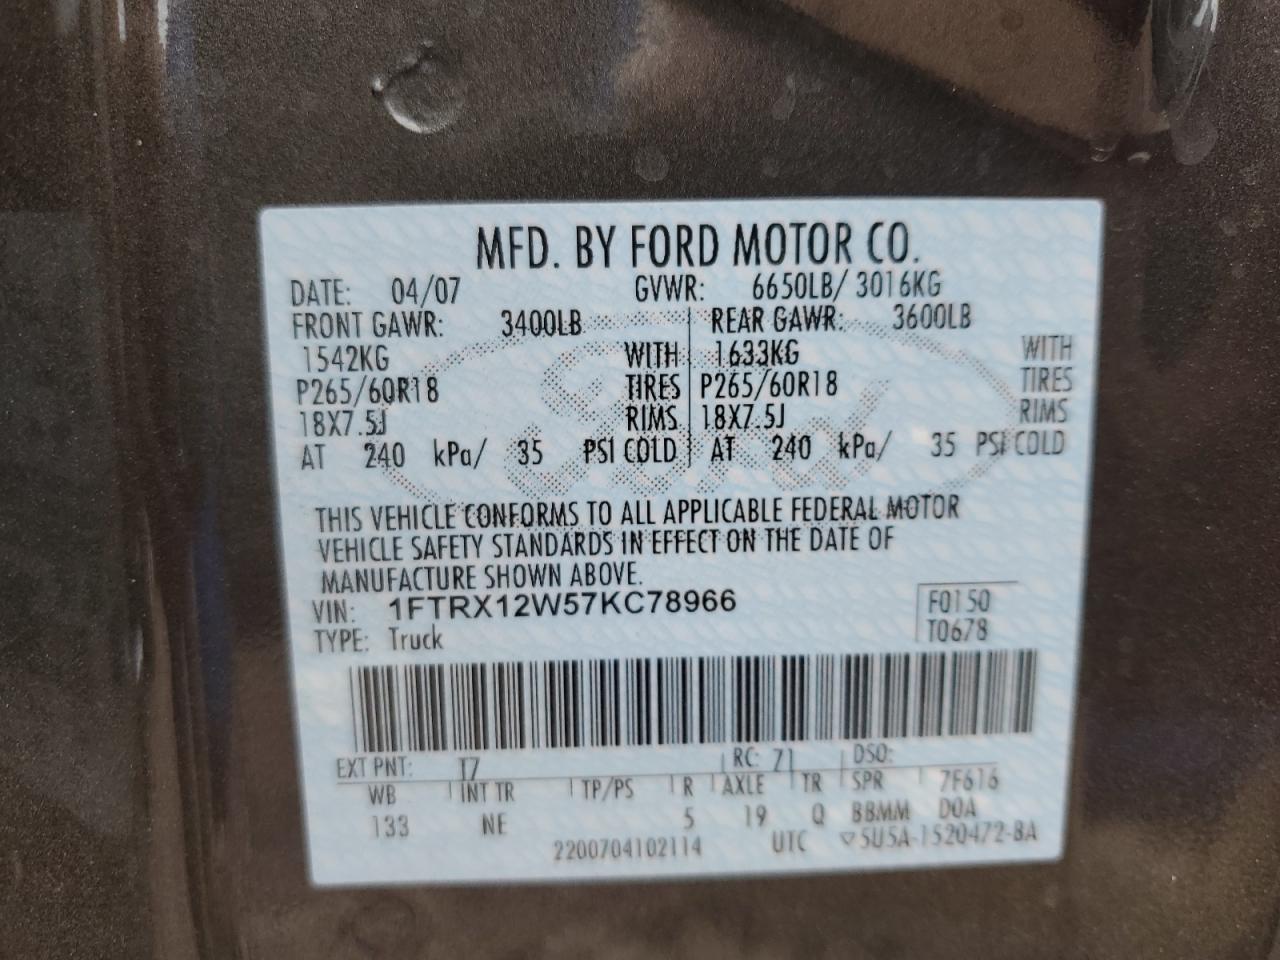 MFD. BY FORD MOTOR CO.
DATE: 04/07 GVWR: 6650LB/ 3016KG
FRONT GAWR: 3400LB REAR GAWR: 3600LB
1542KG WITH 1633KG WITH
P265/60R18 TIRES P265/60R18 TIRES
18X7.5J RIMS 18X7.5J RIMS
AT 240 kPa/ 35 PSI COLD AT 240 kPa/ 35 PSI COLD
THIS VEHICLE CONFORMS TO ALL APPLICABLE FEDERAL MOTOR
VEHICLE SAFETY STANDARDS IN EFFECT ON THE DATE OF
MANUFACTURE SHOWN ABOVE.
VIN: 1FTRX12W57KC78966 F0150
TYPE: Truck T0678
EXT PNT: T7 RC: 71 DSO:
WB INT TR TP/PS R AXLE TR SPR 7F616
133 NE 5 19 Q BBMM DOA
2200704102114 UTC ▽5U5A-1520472-BA